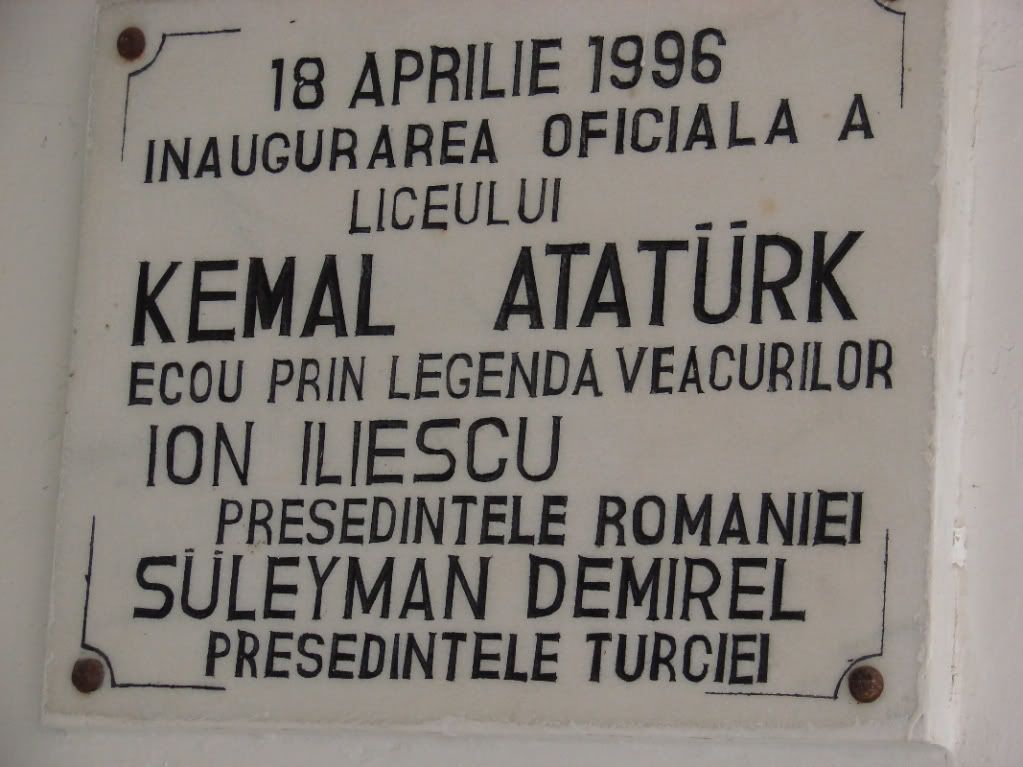 18 APRILIE 1996
INAUGURAREA OFICIALA A
LICEULUI
KEMAL ATATÜRK
ECOU PRIN LEGENDA VEACURILOR
ION ILIESCU
PRESEDINTELE ROMANIEI
SÜLEYMAN DEMIREL
PRESEDINTELE TURCIEI